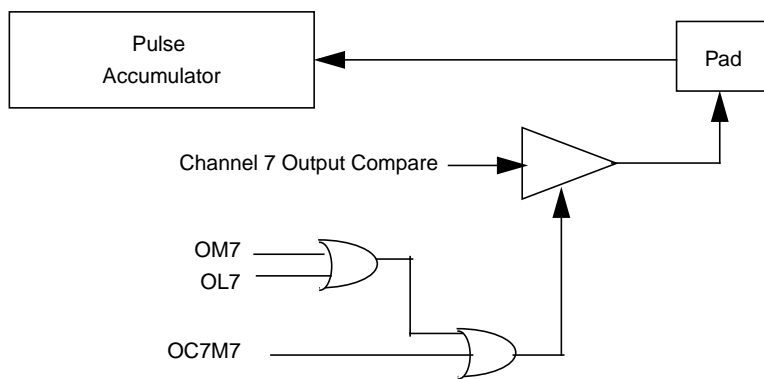 Pulse
Accumulator
Pad
Channel 7 Output Compare
OM7
OL7
OC7M7